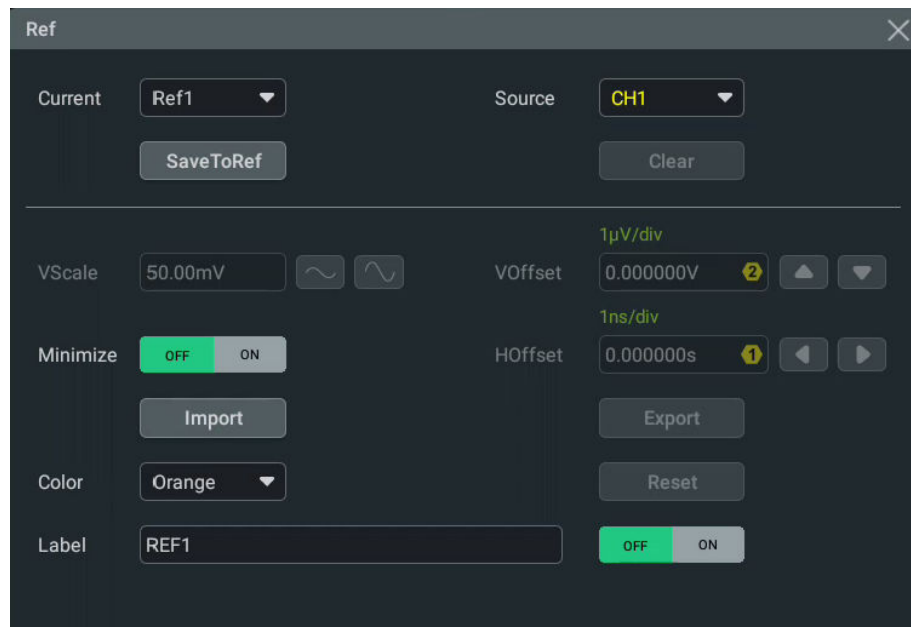 Ref
Current Ref1 Source CH1
SaveToRef Clear
1µV/div
VScale 50.00mV VOffset 0.000000V 2
1ns/div
Minimize OFF ON HOffset 0.000000s 1
Import Export
Color Orange Reset
Label REF1 OFF ON